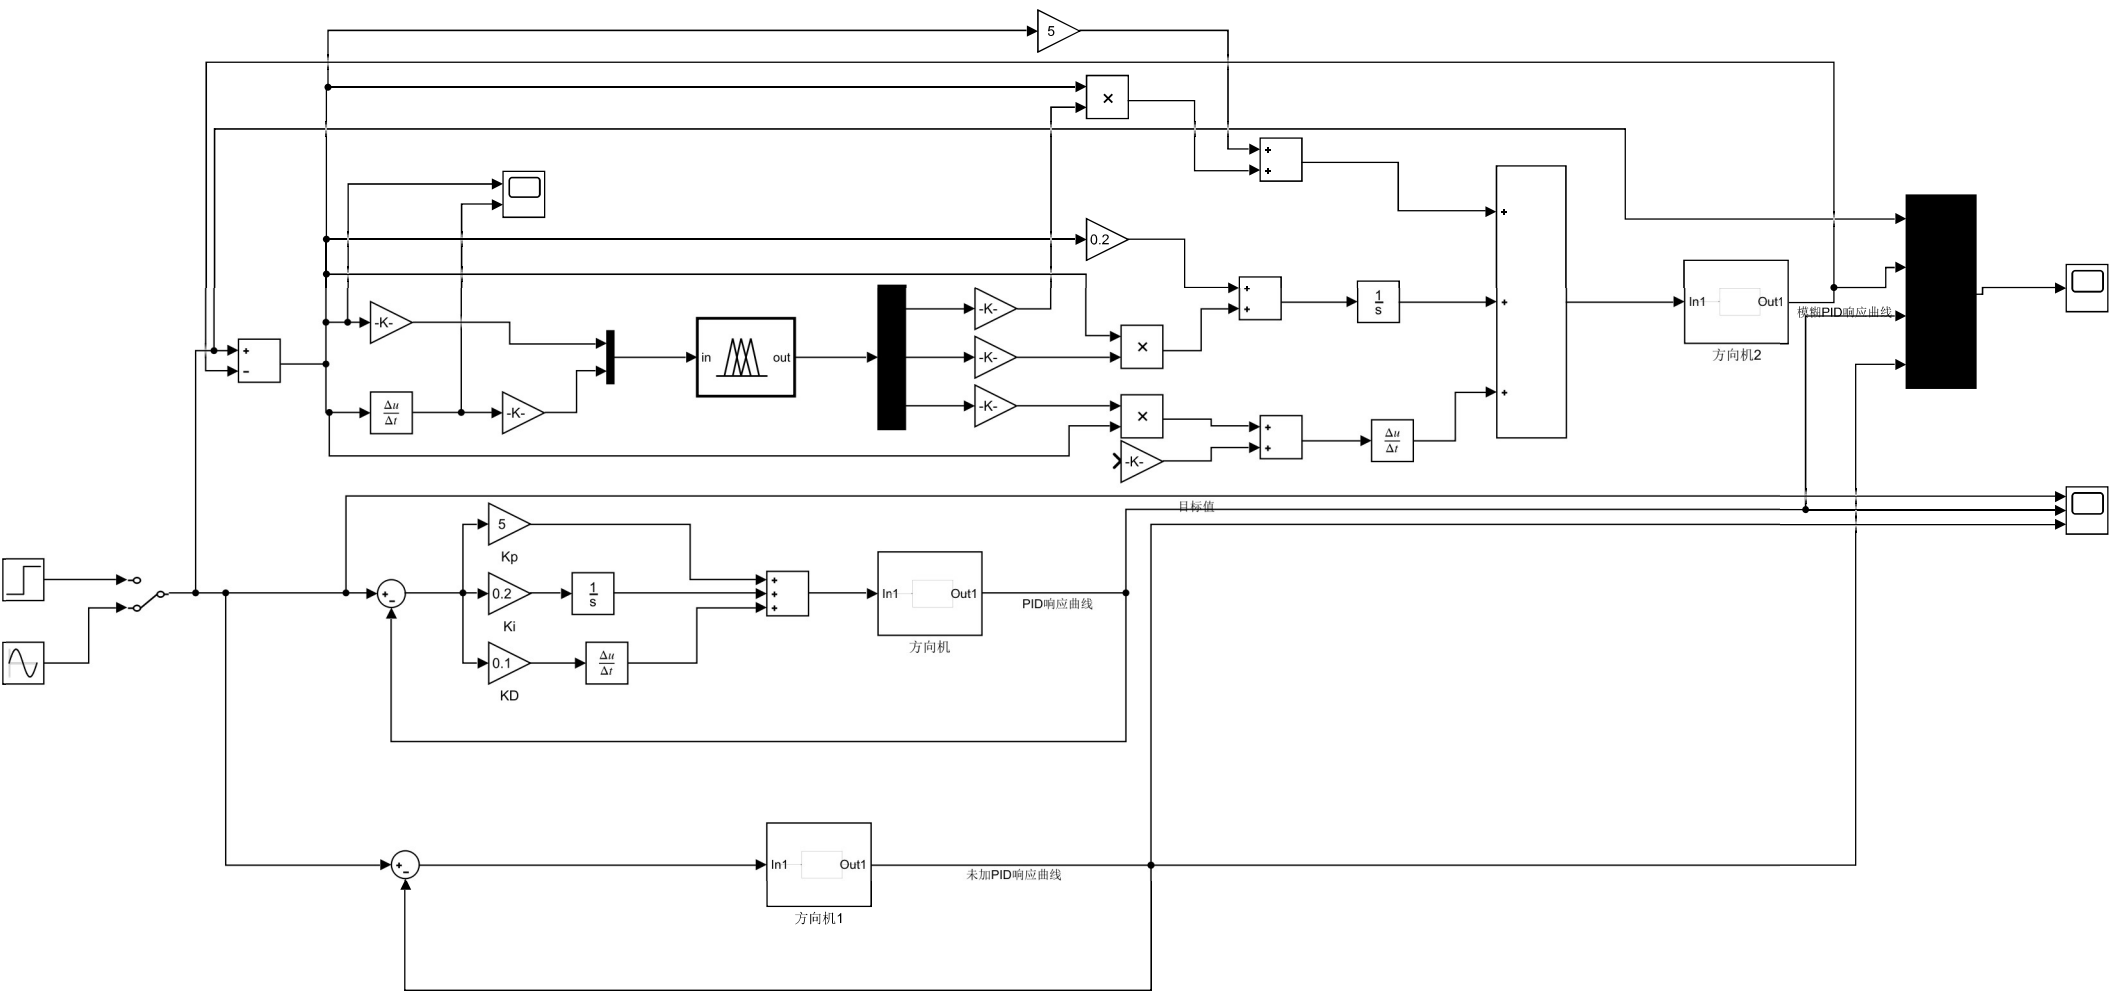 5
×
+
+
+
0.2
-K-
+
+
1
s
+
In1 Out1
模糊PID响应曲线
方向机2
-K-
+
-
in out
-K-
×
Δu
Δt
-K-
-K-
×
+
+
Δu
Δt
+
-K-
目标值
5
Kp
+
-
0.2
Ki
1
s
+
+
+
In1 Out1
方向机
PID响应曲线
0.1
KD
Δu
Δt
+
-
In1 Out1
方向机1
未加PID响应曲线